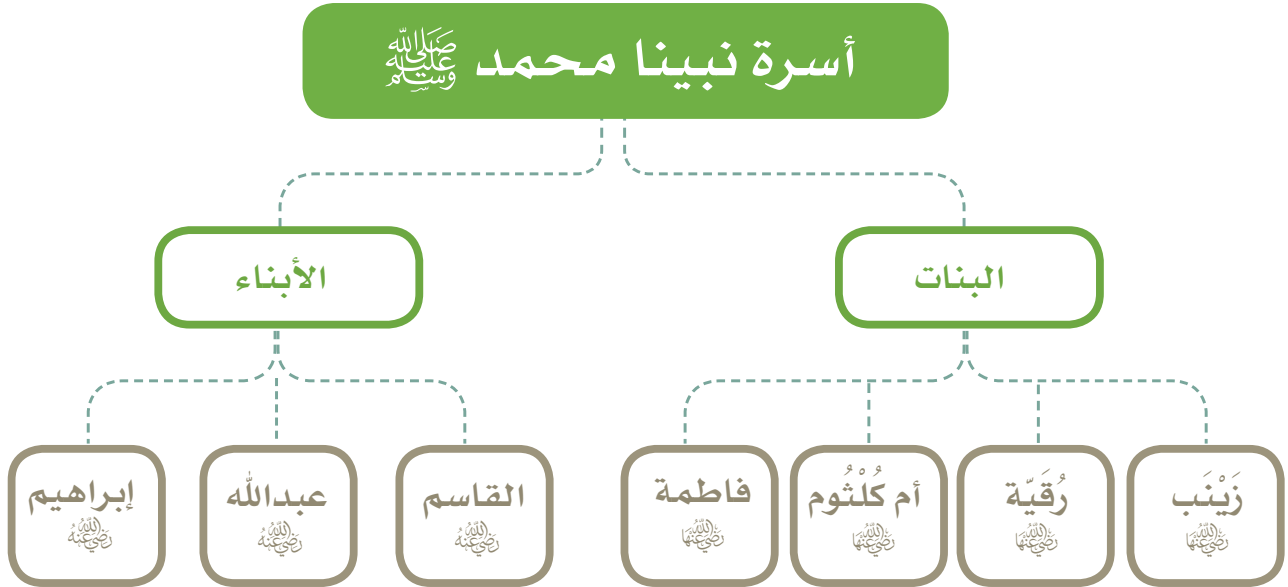 أسرة نبينا محمد ﷺ
البنات
الأبناء
زَيْنَب
رضي الله عنها
رُقَيّة
رضي الله عنها
أم كُلْثُوم
رضي الله عنها
فاطمة
رضي الله عنها
القاسم
رضي الله عنه
عبدالله
رضي الله عنه
إبراهيم
رضي الله عنه